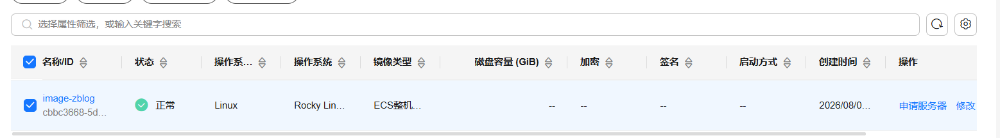 选择属性筛选，或输入关键字搜索
名称/ID 状态 操作系... 操作系统 镜像类型 磁盘容量 (GiB) 加密 签名 启动方式 创建时间 操作
image-zblog
cbbc3668-5d...
正常 Linux Rocky Lin... ECS整机... -- -- -- -- 2026/08/0... 申请服务器 修改